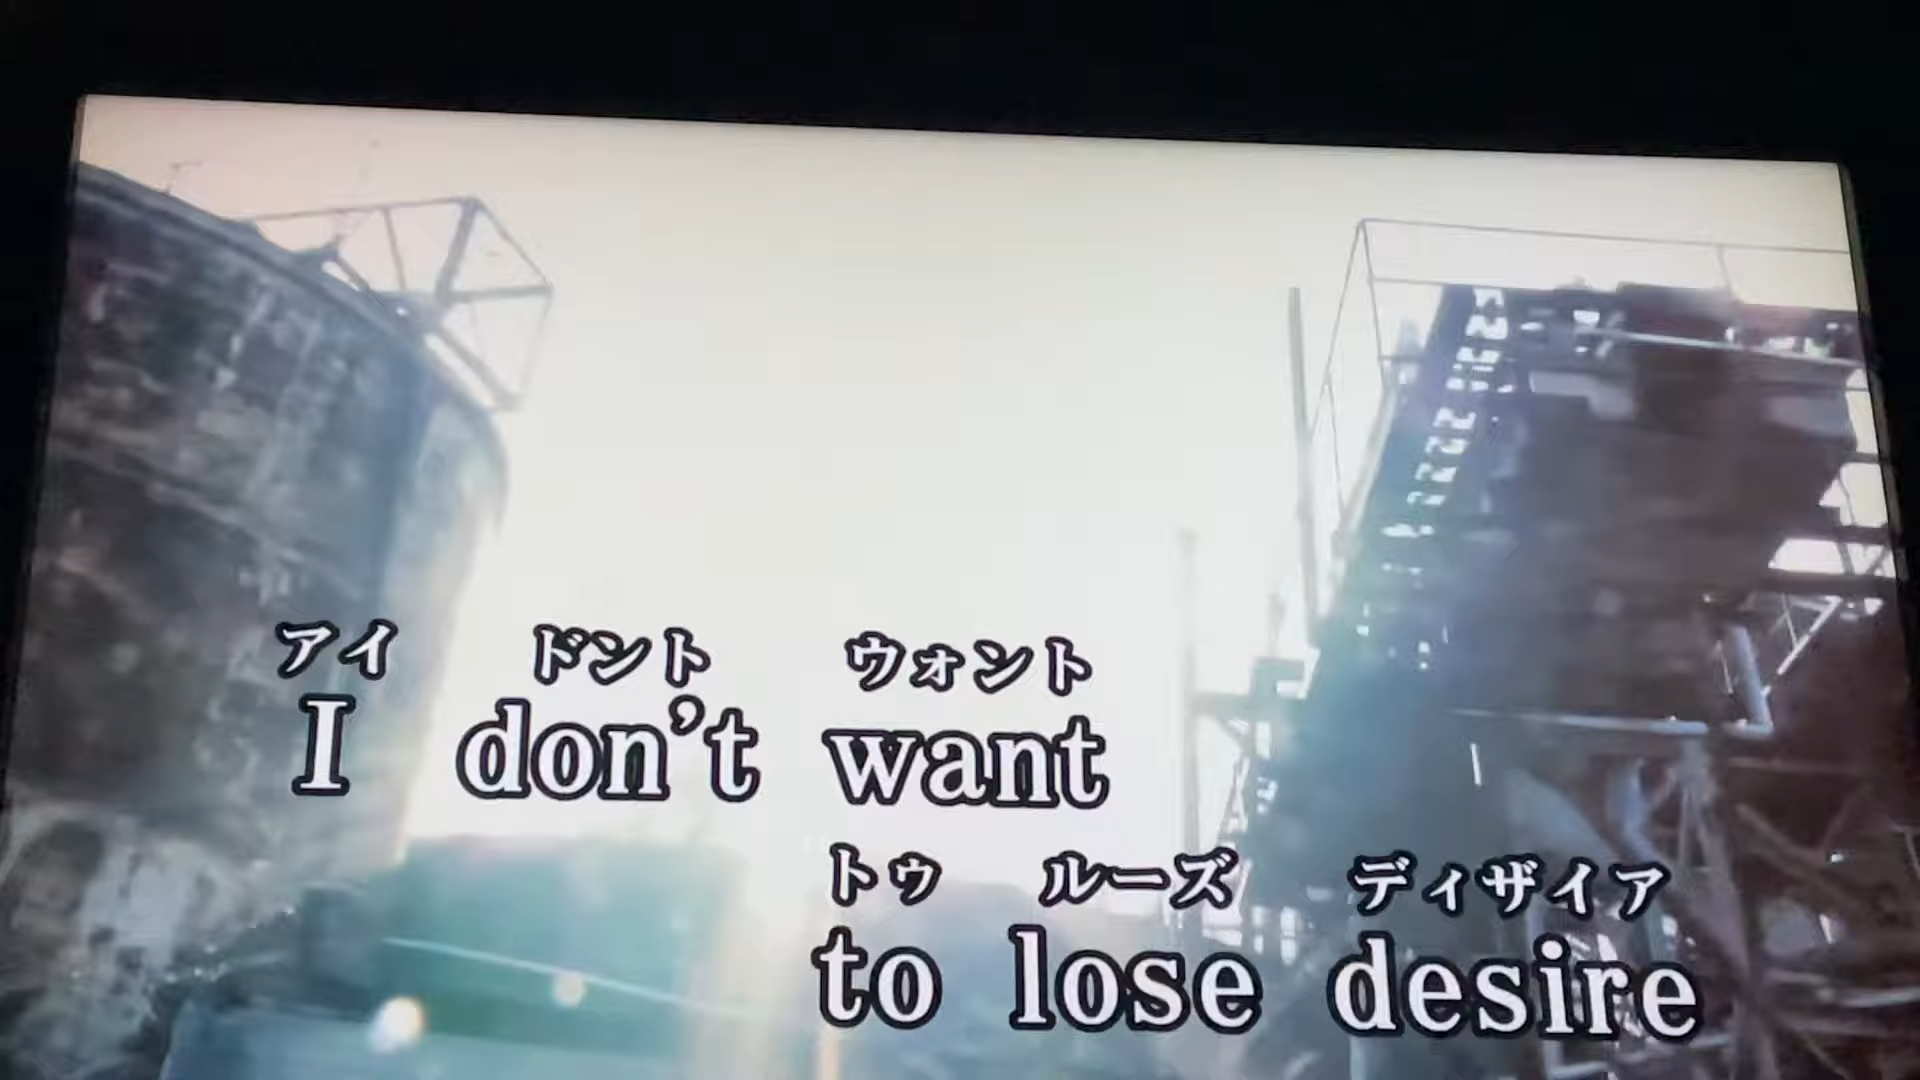 アイ ドント ウォント
I don't want
トゥ ルーズ ディザイア
to lose desire